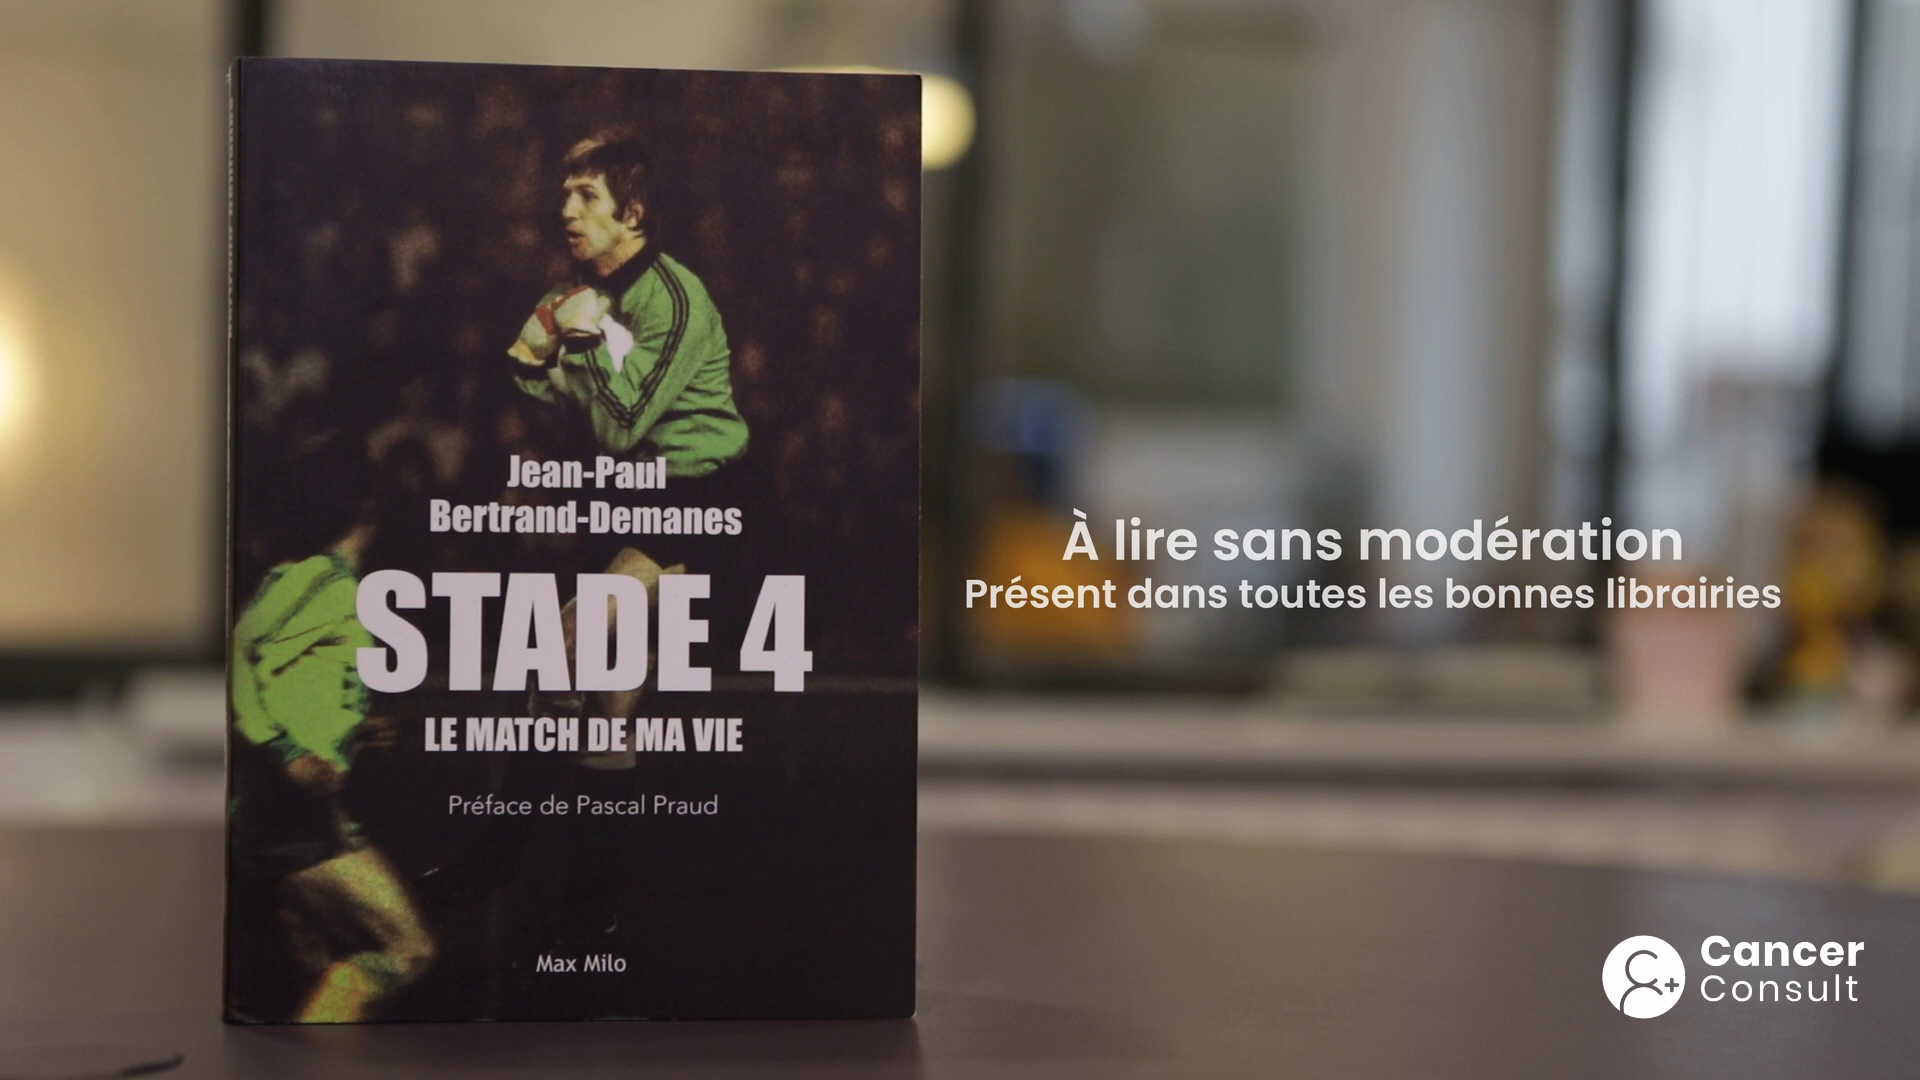 Jean-Paul
Bertrand-Demanes
STADE 4
LE MATCH DE MA VIE
Préface de Pascal Praud
Max Milo
À lire sans modération
Présent dans toutes les bonnes librairies
Cancer
Consult